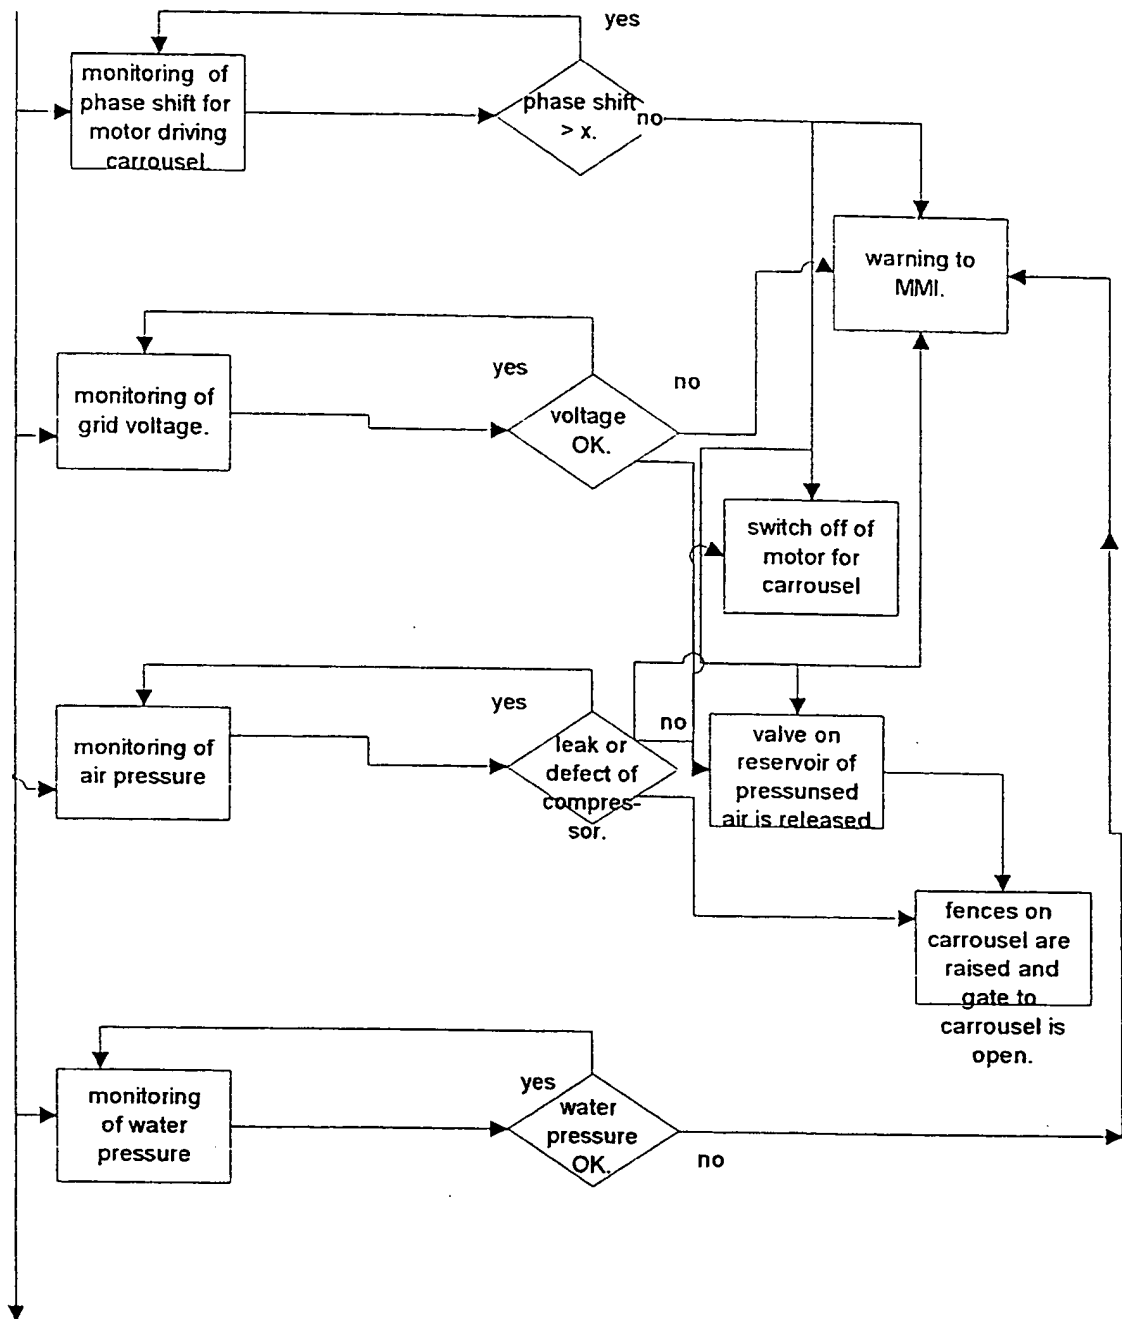 yes
monitoring of
phase shift for
motor driving
carrousel.
phase shift
> x.
no
warning to
MMI.
monitoring of
grid voltage.
yes
voltage
OK.
no
switch off of
motor for
carrousel
monitoring of
air pressure
yes
leak or
defect of
compres-
sor.
no
valve on
reservoir of
pressunsed
air is released
fences on
carrousel are
raised and
gate to
carrousel is
open.
monitoring
of water
pressure
yes
water
pressure
OK.
no